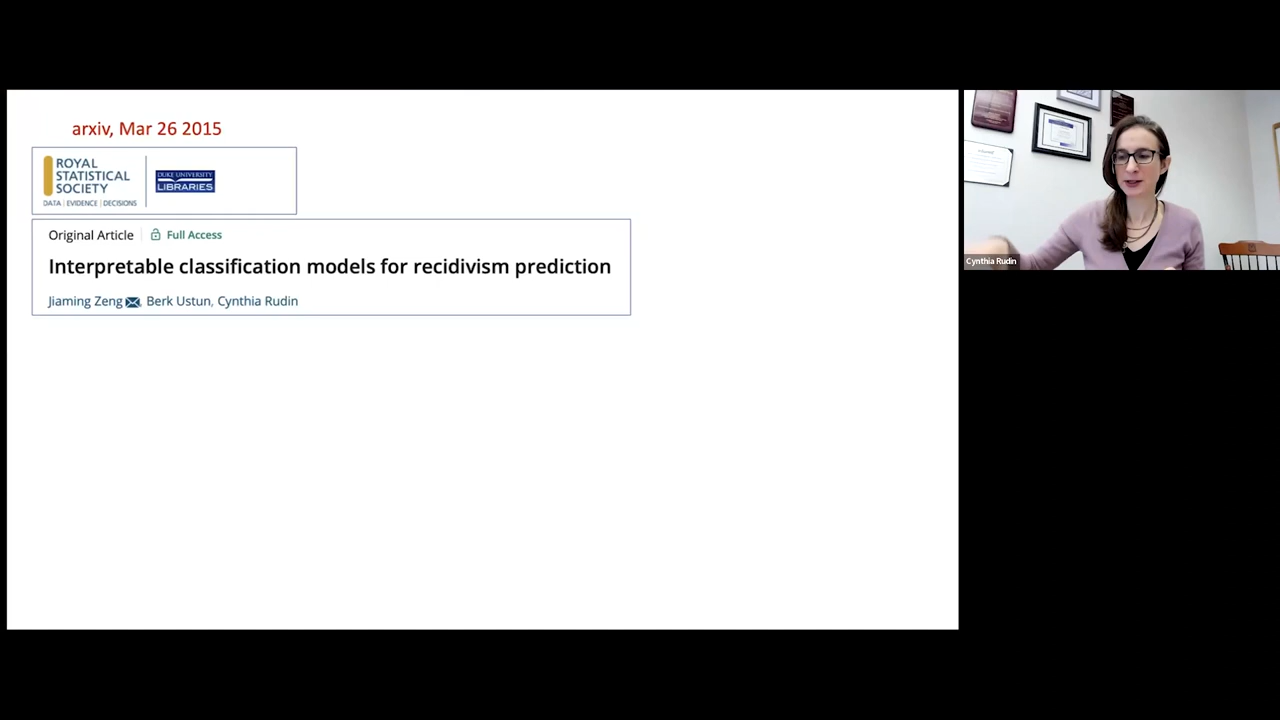 arxiv, Mar 26 2015
ROYAL
STATISTICAL
SOCIETY
DATA | EVIDENCE | DECISIONS
DUKE UNIVERSITY
LIBRARIES
Original Article
Full Access
Interpretable classification models for recidivism prediction
Jiaming Zeng, Berk Ustun, Cynthia Rudin
Cynthia Rudin